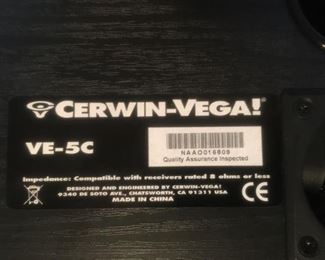 CERWIN-VEGA!
VE-5C
NAAO016809
Quality Assurance Inspected
Impedance: Compatible with receivers rated 8 ohms or less
DESIGNED AND ENGINEERED BY CERWIN-VEGA!
9340 DE SOTO AVE., CHATSWORTH, CA 91311 USA
MADE IN CHINA
CE